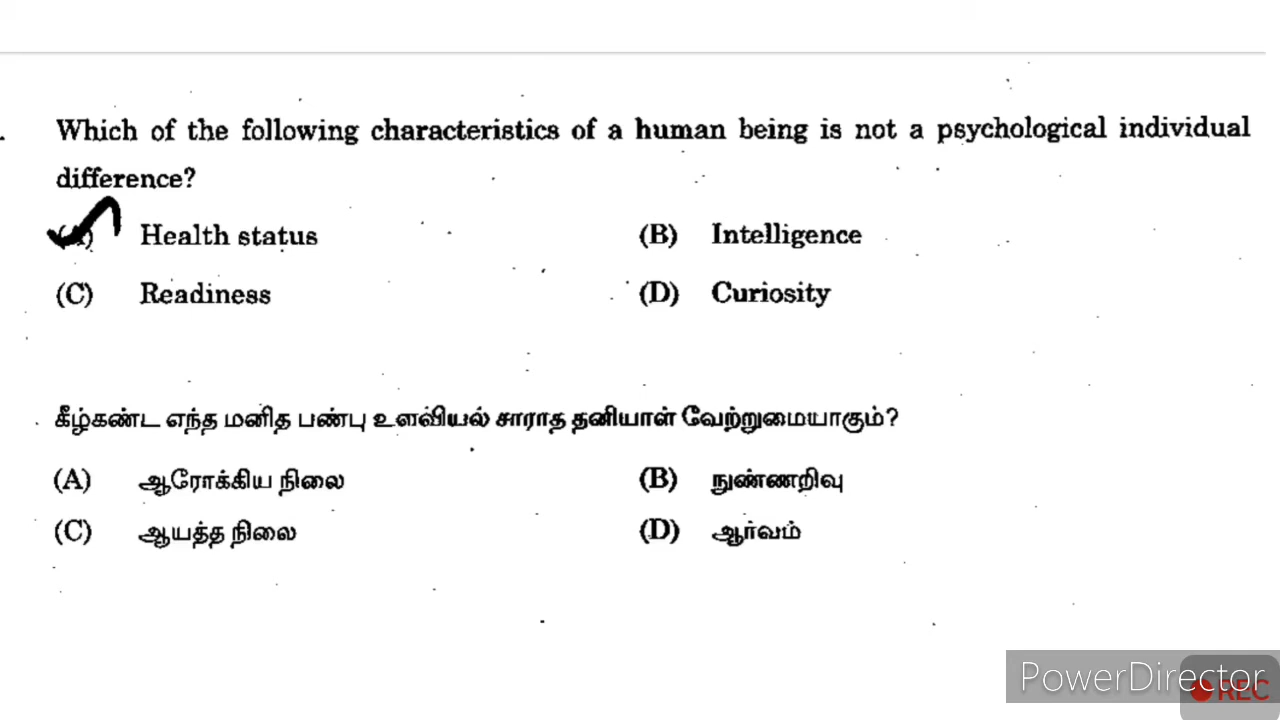 Which of the following characteristics of a human being is not a psychological individual
difference?
Health status (B) Intelligence
(C) Readiness (D) Curiosity
கீழ்கண்ட எந்த மனித பண்பு உளவியல் சாராத தனியாள் வேற்றுமையாகும்?
(A) ஆரோக்கிய நிலை (B) நுண்ணறிவு
(C) ஆயத்த நிலை (D) ஆர்வம்
PowerDirector
REC